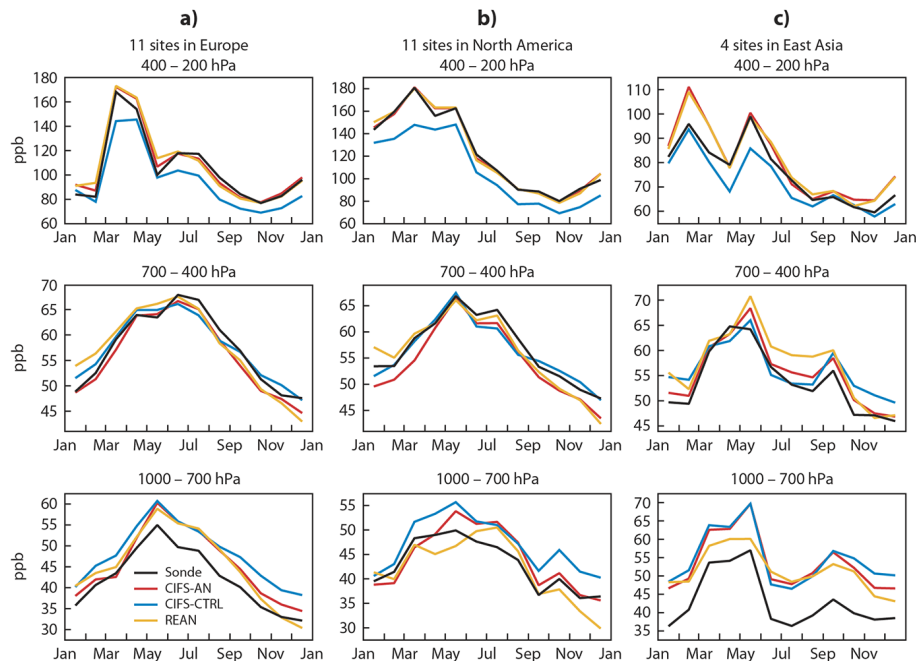 a) b) c)
11 sites in Europe 11 sites in North America 4 sites in East Asia
400 – 200 hPa 400 – 200 hPa 400 – 200 hPa
180 180 110
160 160 100
140 140 90
ppb
120 120 80
100 100 70
80 80 60
60 60
Jan Mar May Jul Sep Nov Jan Jan Mar May Jul Sep Nov Jan Jan Mar May Jul Sep Nov Jan
700 – 400 hPa 700 – 400 hPa 700 – 400 hPa
70 65 70
65 60 65
60 55 60
ppb
55 50 55
50 45 50
45 45
Jan Mar May Jul Sep Nov Jan Jan Mar May Jul Sep Nov Jan Jan Mar May Jul Sep Nov Jan
1000 – 700 hPa 1000 – 700 hPa 1000 – 700 hPa
60 55 70
55 50 65
50 45 60
45 40 55
ppb
40 35 50
35 30 45
30 40
35
Sonde
CIFS-AN
CIFS-CTRL
REAN
Jan Mar May Jul Sep Nov Jan Jan Mar May Jul Sep Nov Jan Jan Mar May Jul Sep Nov Jan